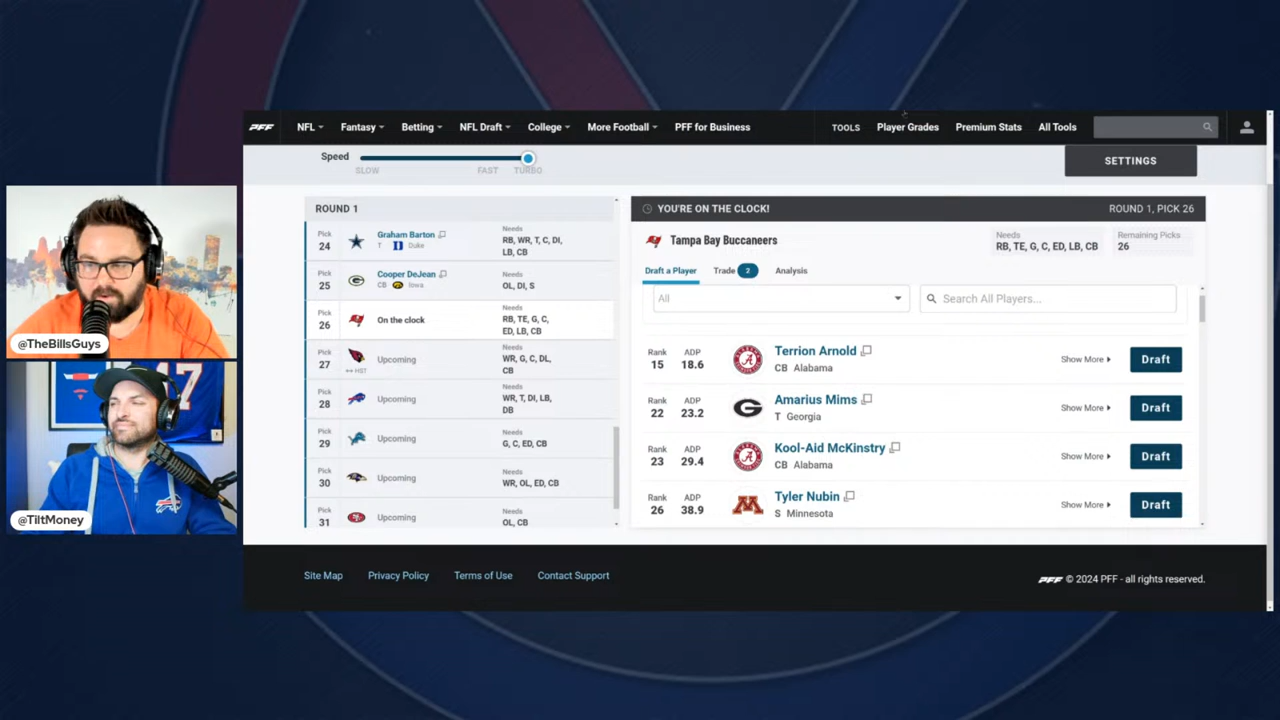 PFF
NFL
Fantasy
Betting
NFL Draft
College
More Football
PFF for Business
TOOLS
Player Grades
Premium Stats
All Tools
Speed
SLOW
FAST
TURBO
SETTINGS
ROUND 1
Pick
24
Graham Barton
T
Duke
Needs
RB, WR, T, C, DI,
LB, CB
Pick
25
Cooper DeJean
CB
Iowa
Needs
OL, DI, S
Pick
26
On the clock
Needs
RB, TE, G, C,
ED, LB, CB
Pick
27
HST
Upcoming
Needs
WR, G, C, DL,
CB
Pick
28
Upcoming
Needs
WR, T, DI, LB,
DB
Pick
29
Upcoming
Needs
G, C, ED, CB
Pick
30
Upcoming
Needs
WR, OL, ED, CB
Pick
31
Upcoming
Needs
OL, CB
YOU'RE ON THE CLOCK!
ROUND 1, PICK 26
Tampa Bay Buccaneers
Needs
RB, TE, G, C, ED, LB, CB
Remaining Picks
26
Draft a Player
Trade 2
Analysis
All
Search All Players...
Rank
15
ADP
18.6
Terrion Arnold
CB Alabama
Show More
Draft
Rank
22
ADP
23.2
Amarius Mims
T Georgia
Show More
Draft
Rank
23
ADP
29.4
Kool-Aid McKinstry
CB Alabama
Show More
Draft
Rank
26
ADP
38.9
Tyler Nubin
S Minnesota
Show More
Draft
@TheBillsGuys
17
@TiltMoney
Site Map
Privacy Policy
Terms of Use
Contact Support
PFF © 2024 PFF - all rights reserved.